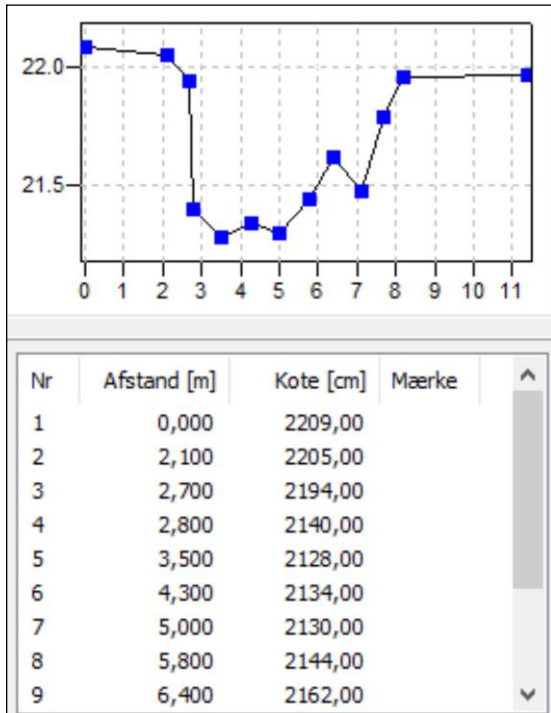 22.0
21.5
0 1 2 3 4 5 6 7 8 9 10 11
Nr Afstand [m] Kote [cm] Mærke
1 0,000 2209,00
2 2,100 2205,00
3 2,700 2194,00
4 2,800 2140,00
5 3,500 2128,00
6 4,300 2134,00
7 5,000 2130,00
8 5,800 2144,00
9 6,400 2162,00